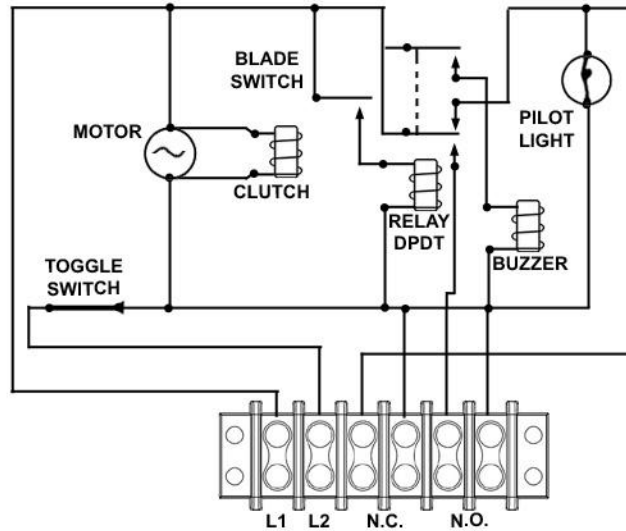 BLADE
SWITCH
MOTOR
CLUTCH
PILOT
LIGHT
RELAY
DPDT
BUZZER
TOGGLE
SWITCH
L1 L2 N.C. N.O.